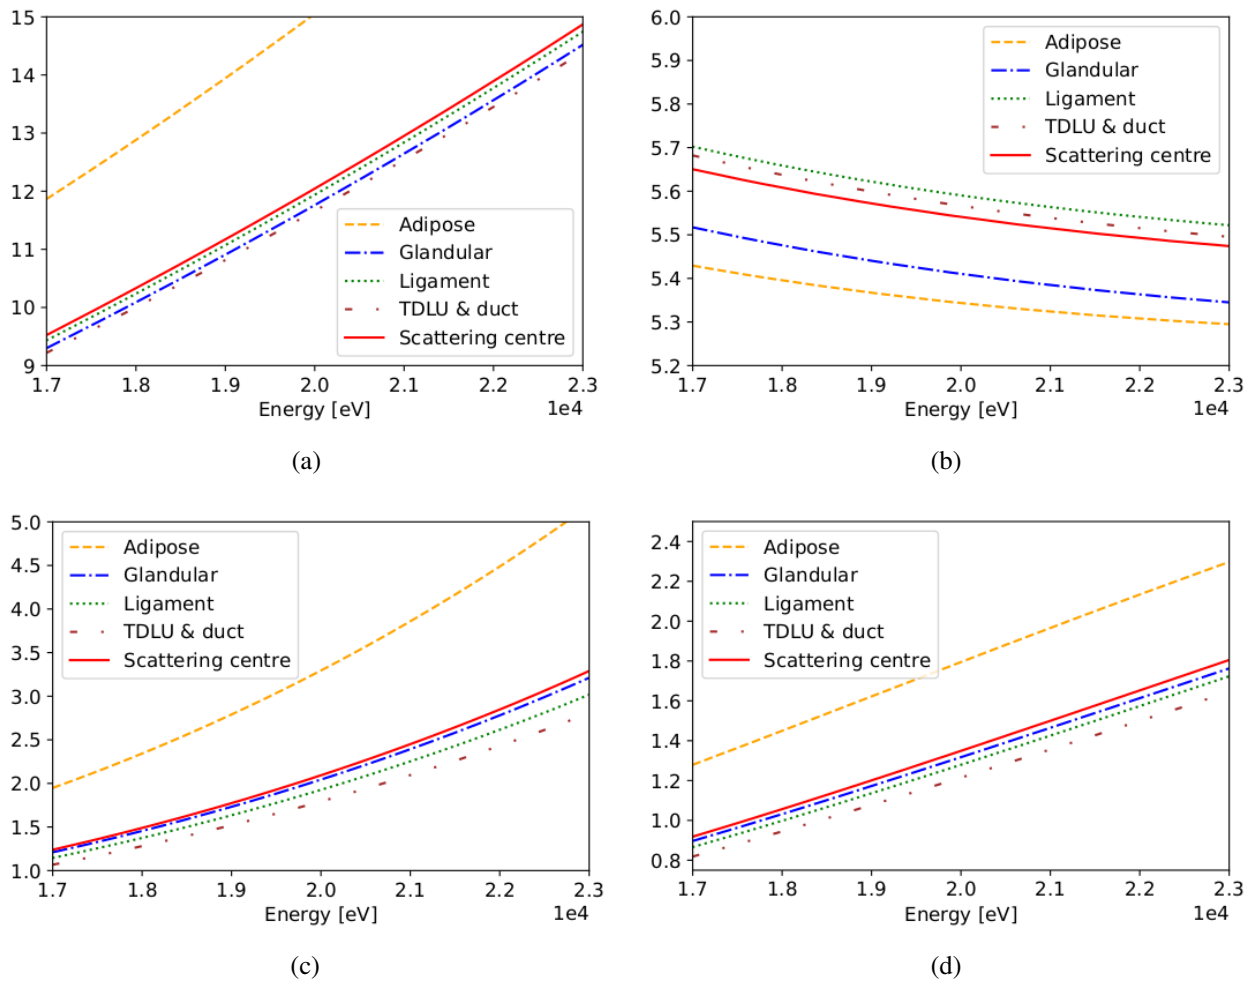 15
14
13
12
11
10
9
Adipose
Glandular
Ligament
TDLU & duct
Scattering centre
1.7 1.8 1.9 2.0 2.1 2.2 2.3
Energy [eV] 1e4
(a)
6.0
5.9
5.8
5.7
5.6
5.5
5.4
5.3
5.2
Adipose
Glandular
Ligament
TDLU & duct
Scattering centre
1.7 1.8 1.9 2.0 2.1 2.2 2.3
Energy [eV] 1e4
(b)
5.0
4.5
4.0
3.5
3.0
2.5
2.0
1.5
1.0
Adipose
Glandular
Ligament
TDLU & duct
Scattering centre
1.7 1.8 1.9 2.0 2.1 2.2 2.3
Energy [eV] 1e4
(c)
2.4
2.2
2.0
1.8
1.6
1.4
1.2
1.0
0.8
Adipose
Glandular
Ligament
TDLU & duct
Scattering centre
1.7 1.8 1.9 2.0 2.1 2.2 2.3
Energy [eV] 1e4
(d)